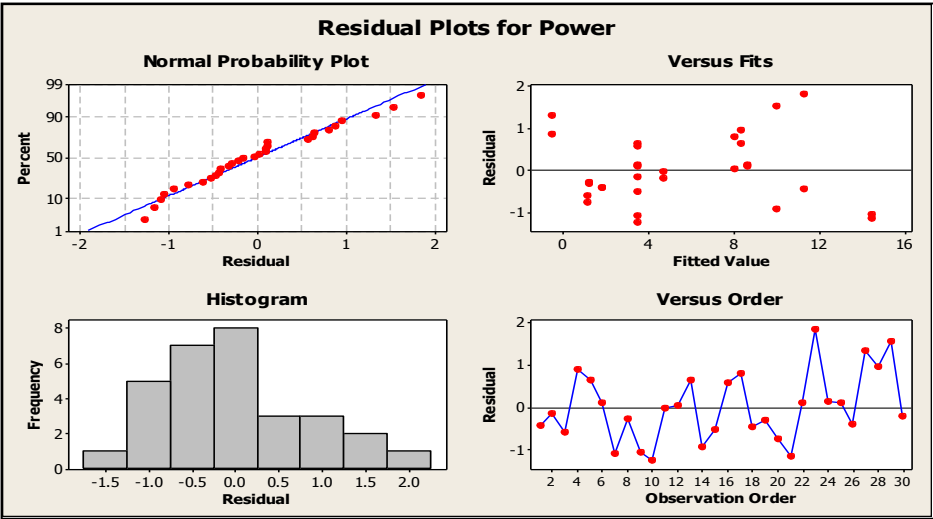 Residual Plots for Power
Normal Probability Plot
99
90
50
10
1
Percent
-2 -1 0 1 2
Residual
Versus Fits
2
1
0
-1
Residual
0 4 8 12 16
Fitted Value
Histogram
8
6
4
2
0
Frequency
-1.5 -1.0 -0.5 0.0 0.5 1.0 1.5 2.0
Residual
Versus Order
2
1
0
-1
Residual
2 4 6 8 10 12 14 16 18 20 22 24 26 28 30
Observation Order